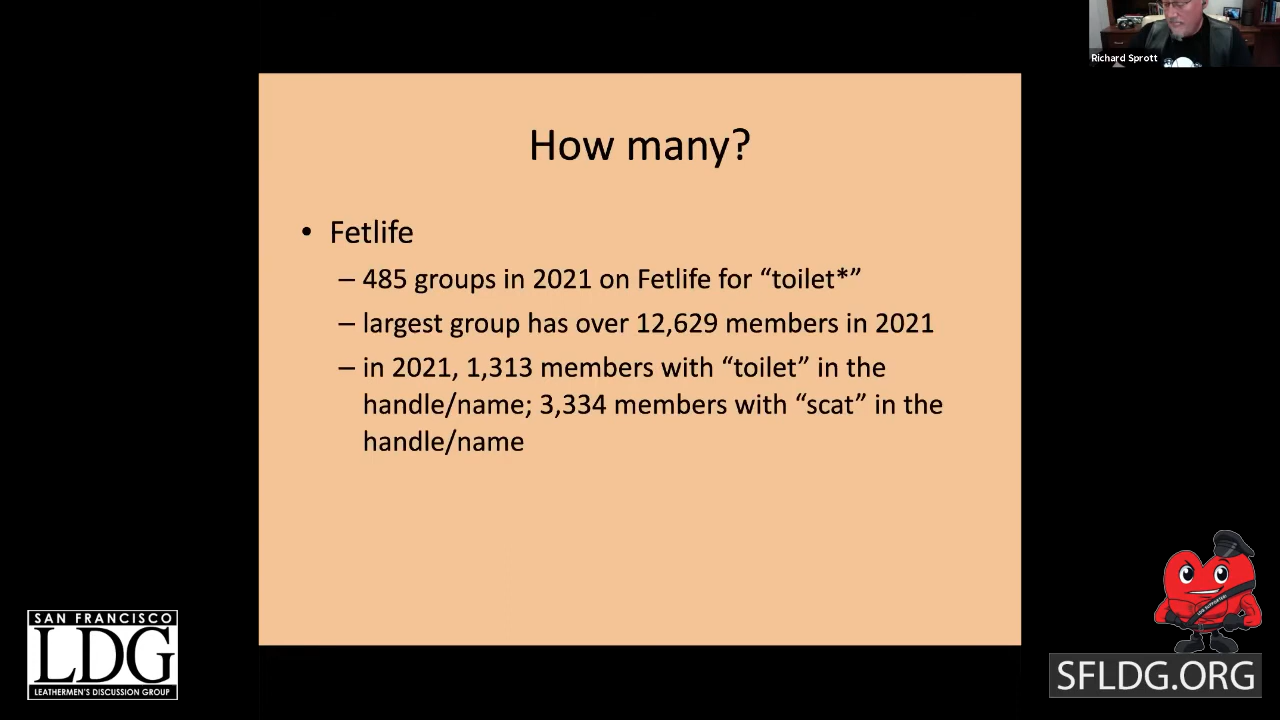 Richard Sprott
How many?
• Fetlife
– 485 groups in 2021 on Fetlife for “toilet*”
– largest group has over 12,629 members in 2021
– in 2021, 1,313 members with “toilet” in the
handle/name; 3,334 members with “scat” in the
handle/name
SAN FRANCISCO
LDG
LEATHERMEN'S DISCUSSION GROUP
LDG SUPPORTER!
SFLDG.ORG